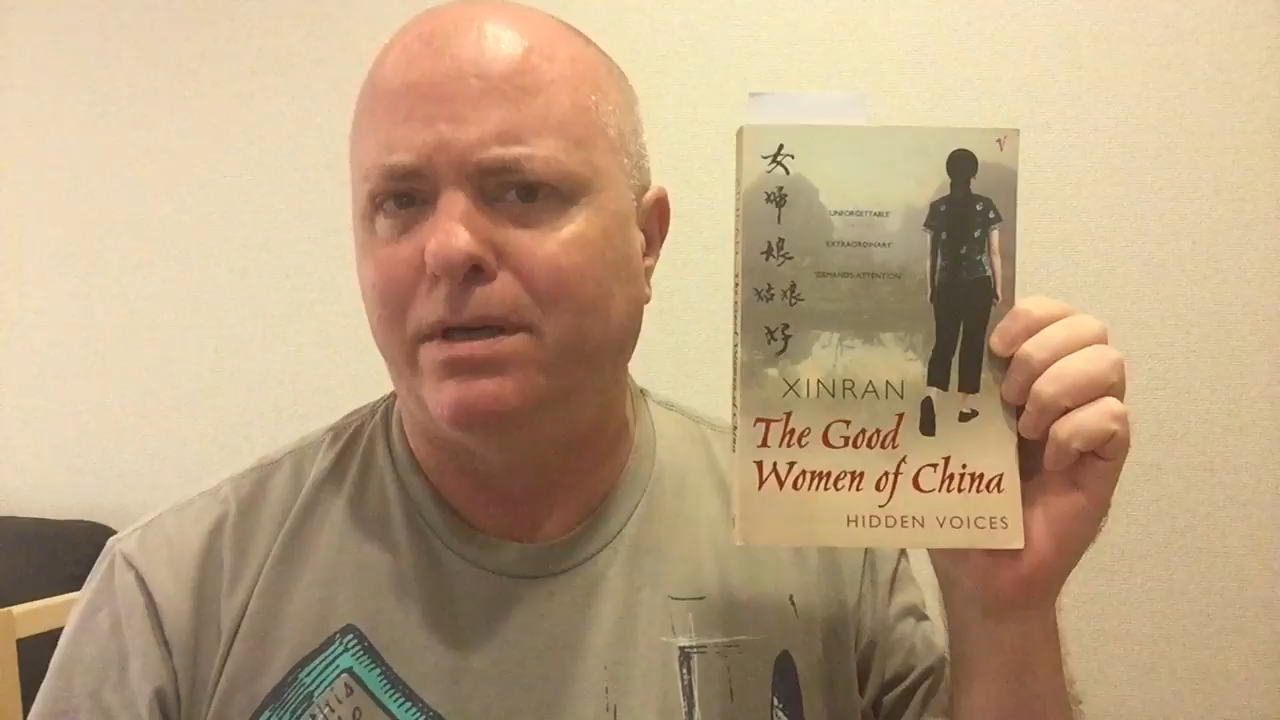 女
婦
娘
姑娘
好
V
'UNFORGETTABLE'
'EXTRAORDINARY'
'DEMANDS ATTENTION'
XINRAN
The Good
Women of China
HIDDEN VOICES